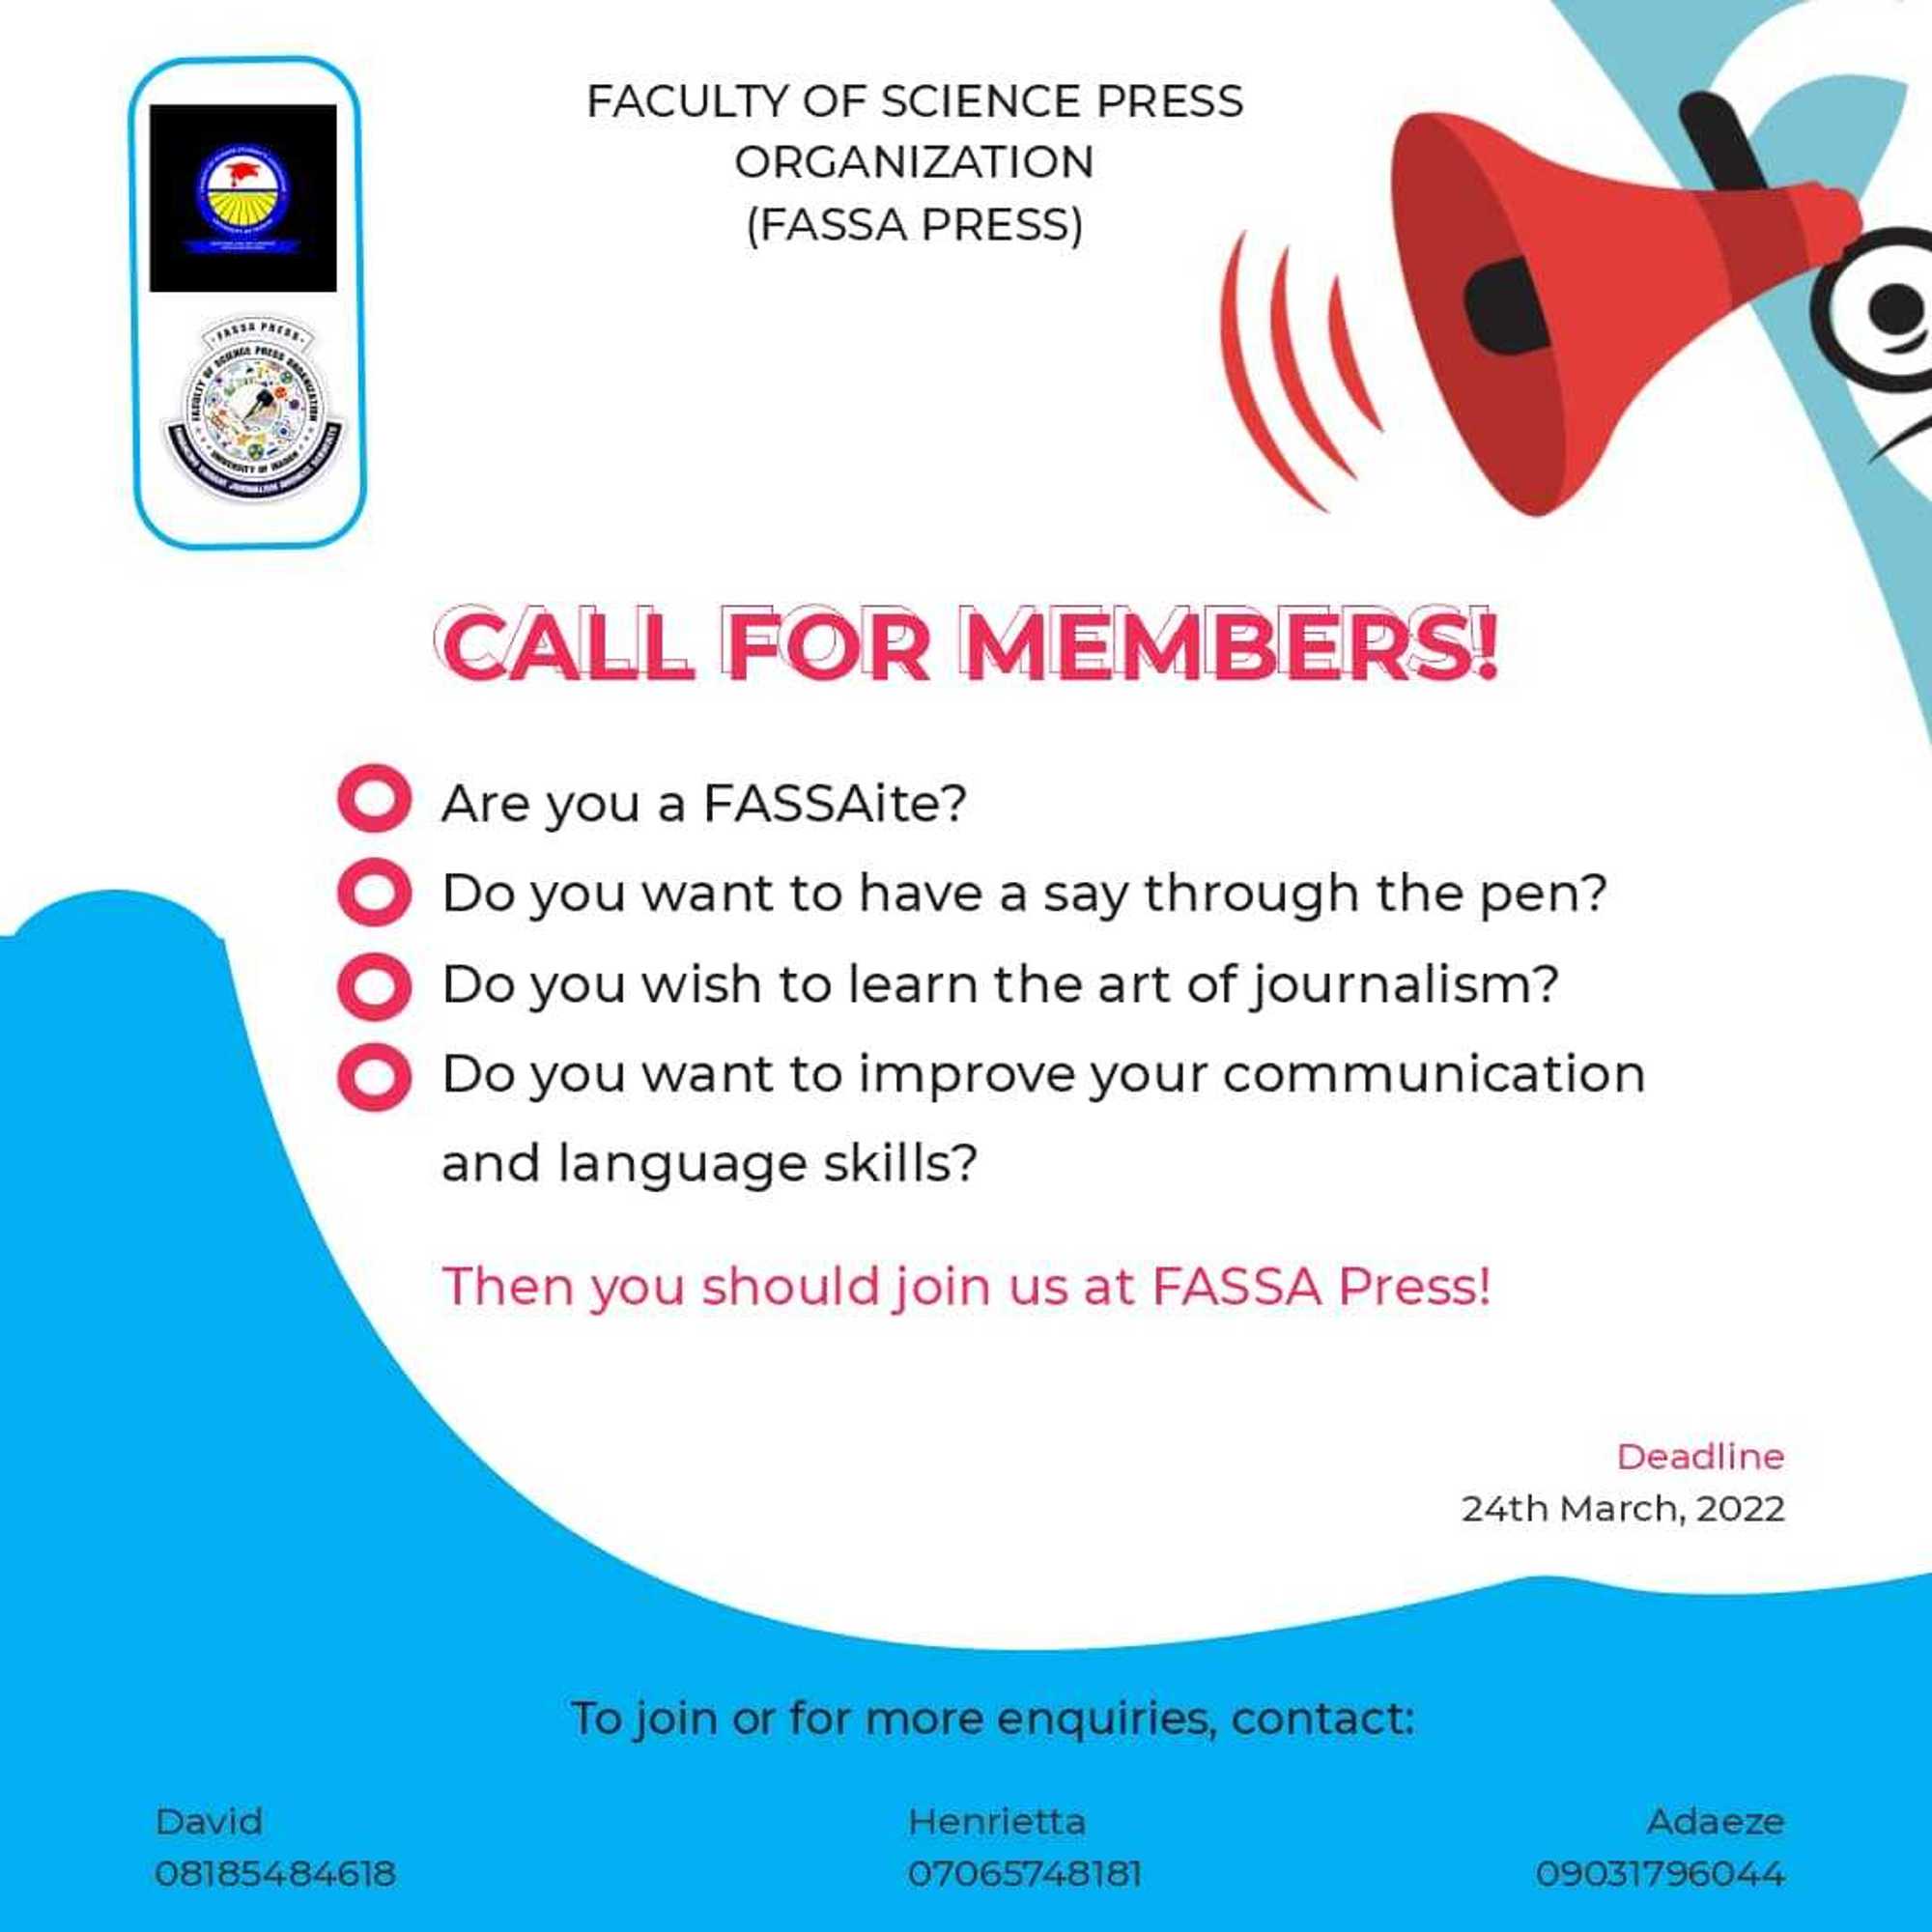 FACULTY OF SCIENCE PRESS
ORGANIZATION
(FASSA PRESS)
FASSA PRESS
FACULTY OF SCIENCE PRESS ORGANIZATION
UNIVERSITY OF IBADAN
CALL FOR MEMBERS!
Are you a FASSAite?
Do you want to have a say through the pen?
Do you wish to learn the art of journalism?
Do you want to improve your communication
and language skills?
Then you should join us at FASSA Press!
Deadline
24th March, 2022
To join or for more enquiries, contact:
David
08185484618
Henrietta
07065748181
Adaeze
09031796044